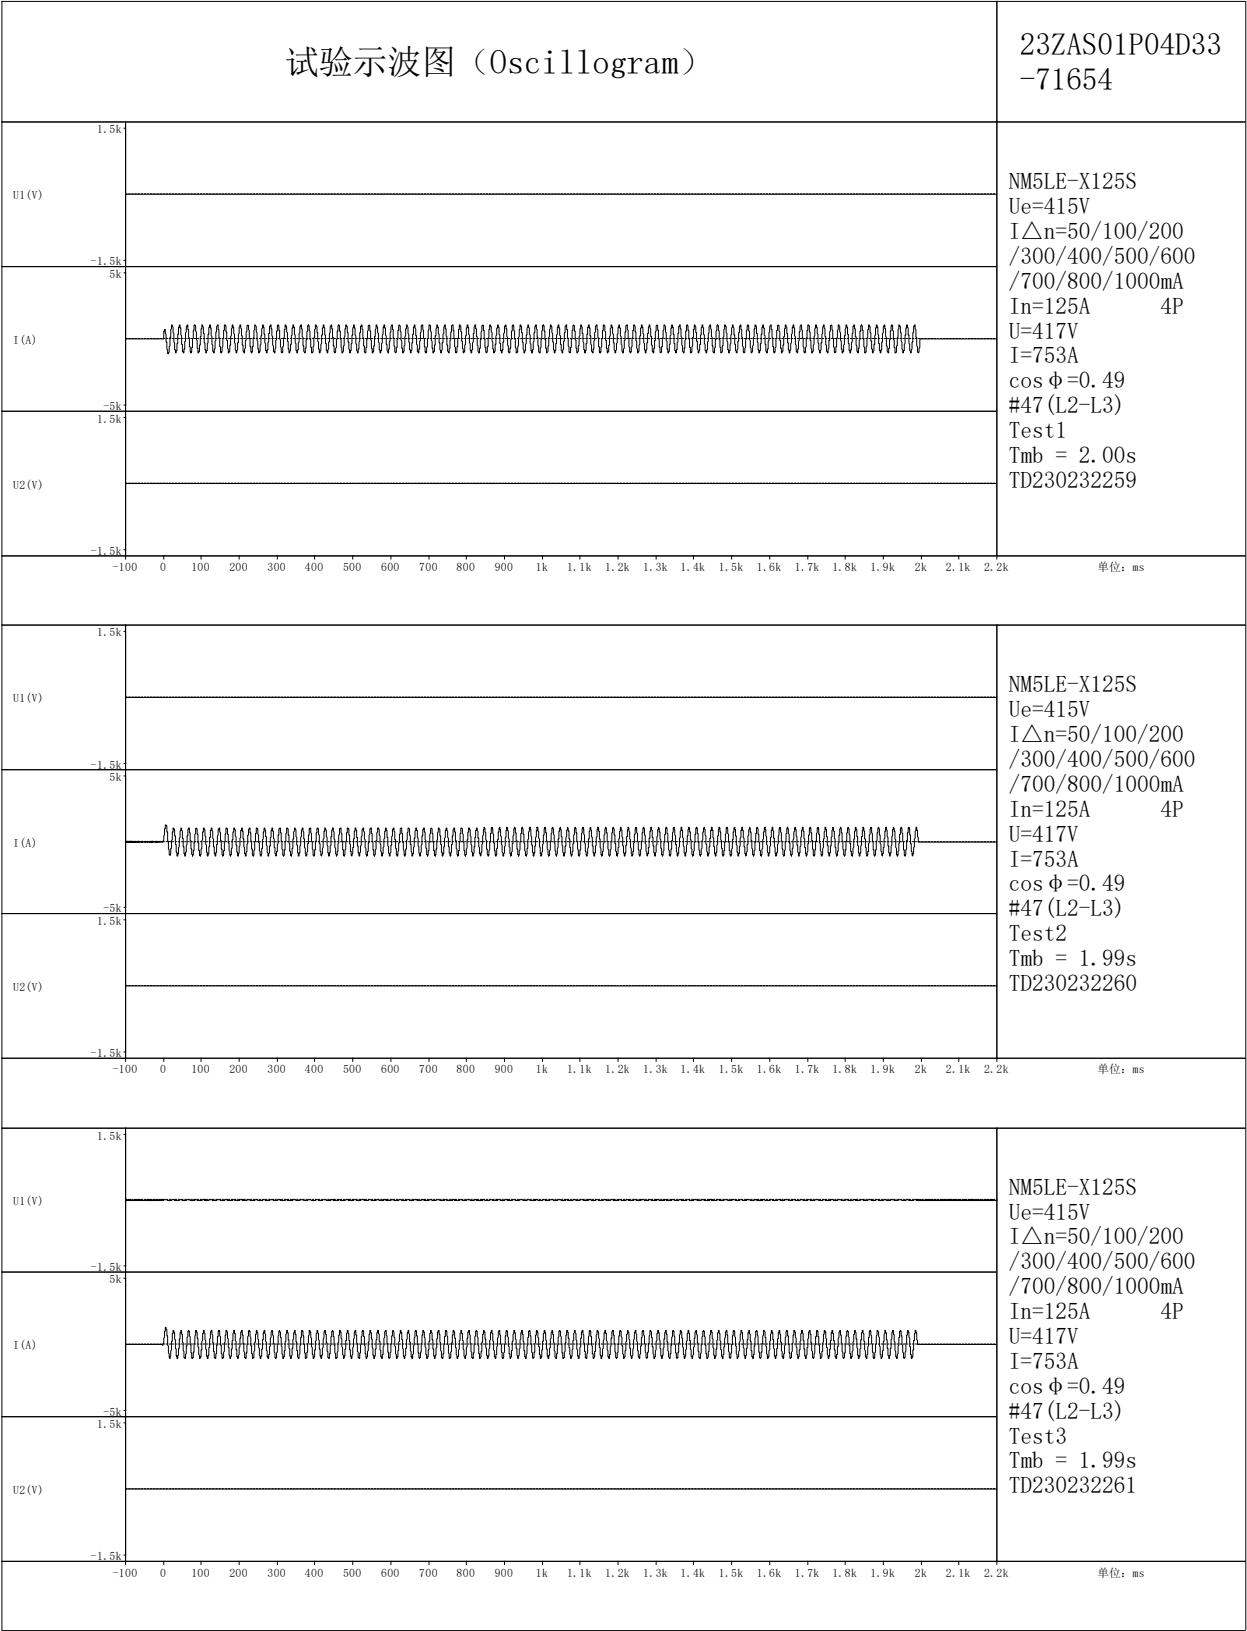 试验示波图（Oscillogram）
23ZAS01P04D33
-71654
1.5k
U1(V)
-1.5k
5k
I(A)
-5k
1.5k
U2(V)
-1.5k
-100 0 100 200 300 400 500 600 700 800 900 1k 1.1k 1.2k 1.3k 1.4k 1.5k 1.6k 1.7k 1.8k 1.9k 2k 2.1k 2.2k
NM5LE-X125S
Ue=415V
I△n=50/100/200
/300/400/500/600
/700/800/1000mA
In=125A 4P
U=417V
I=753A
cosφ=0.49
#47(L2-L3)
Test1
Tmb = 2.00s
TD230232259
单位: ms
1.5k
U1(V)
-1.5k
5k
I(A)
-5k
1.5k
U2(V)
-1.5k
-100 0 100 200 300 400 500 600 700 800 900 1k 1.1k 1.2k 1.3k 1.4k 1.5k 1.6k 1.7k 1.8k 1.9k 2k 2.1k 2.2k
NM5LE-X125S
Ue=415V
I△n=50/100/200
/300/400/500/600
/700/800/1000mA
In=125A 4P
U=417V
I=753A
cosφ=0.49
#47(L2-L3)
Test2
Tmb = 1.99s
TD230232260
单位: ms
1.5k
U1(V)
-1.5k
5k
I(A)
-5k
1.5k
U2(V)
-1.5k
-100 0 100 200 300 400 500 600 700 800 900 1k 1.1k 1.2k 1.3k 1.4k 1.5k 1.6k 1.7k 1.8k 1.9k 2k 2.1k 2.2k
NM5LE-X125S
Ue=415V
I△n=50/100/200
/300/400/500/600
/700/800/1000mA
In=125A 4P
U=417V
I=753A
cosφ=0.49
#47(L2-L3)
Test3
Tmb = 1.99s
TD230232261
单位: ms